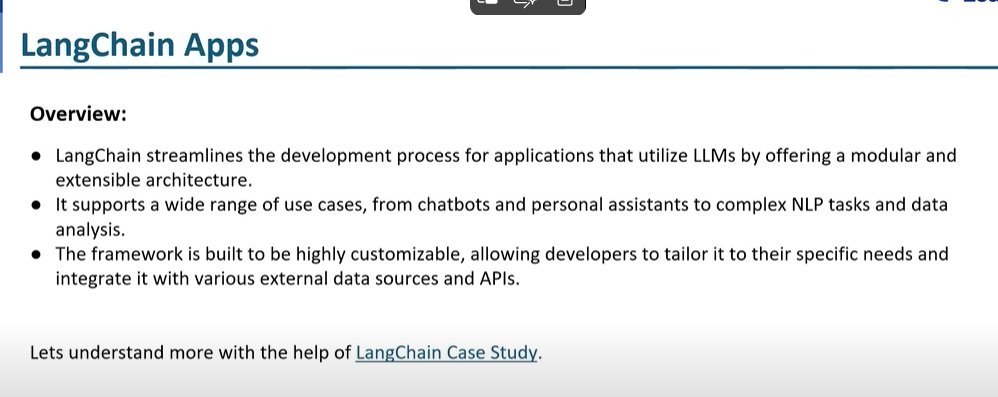 LangChain Apps
Overview:
● LangChain streamlines the development process for applications that utilize LLMs by offering a modular and
extensible architecture.
● It supports a wide range of use cases, from chatbots and personal assistants to complex NLP tasks and data
analysis.
● The framework is built to be highly customizable, allowing developers to tailor it to their specific needs and
integrate it with various external data sources and APIs.
Lets understand more with the help of LangChain Case Study.